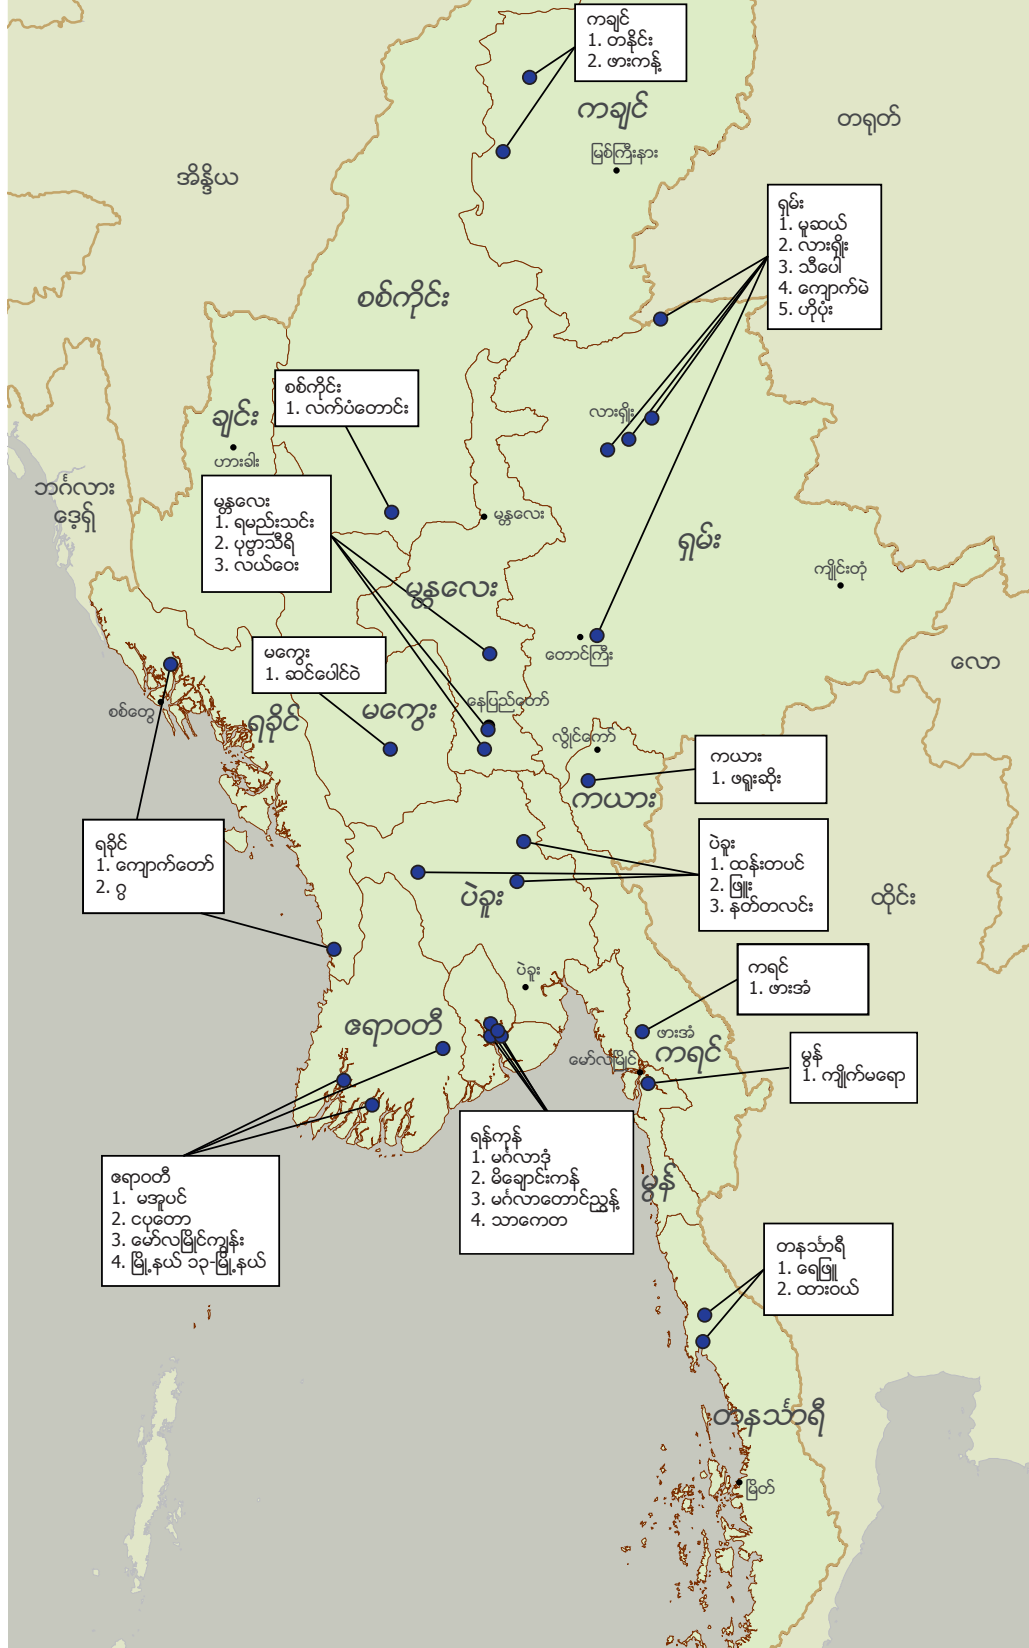 ကချင်
1. တနိုင်း
2. ဖားကန့်
ကချင်
တရုတ်
မြစ်ကြီးနား
အိန္ဒိယ
ရှမ်း
1. မူဆယ်
2. လားရှိုး
3. သီပေါ
4. ကျောက်မဲ
5. ဟိုပုံး
စစ်ကိုင်း
စစ်ကိုင်း
1. လက်ပံတောင်း
ချင်း
လားရှိုး
ဟားခါး
ဘင်္ဂလား
ဒေ့ရှ်
မန္တလေး
1. ရမည်းသင်း
2. ပုဗ္ဗာသီရိ
3. လယ်ဝေး
မန္တလေး
ရှမ်း
ကျိုင်းတုံ
မန္တလေး
မကွေး
1. ဆင်ပေါင်ဝဲ
တောင်ကြီး
လော
စစ်တွေ
ရခိုင်
မကွေး
နေပြည်တော်
လွိုင်ကော်
ကယား
1. ဖရူးဆိုး
ကယား
ရခိုင်
1. ကျောက်တော်
2. ဂွ
ပဲခူး
1. ထန်းတပင်
2. ဖြူး
3. နတ်တလင်း
ပဲခူး
ထိုင်း
ပဲခူး
ကရင်
1. ဖားအံ
ဧရာဝတီ
ဖားအံ
ကရင်
မော်လမြိုင်
မွန်
1. ကျိုက်မရော
ရန်ကုန်
1. မင်္ဂလာဒုံ
2. မိချောင်းကန်
3. မင်္ဂလာတောင်ညွန့်
4. သာကေတ
ဧရာဝတီ
1. မအူပင်
2. ငပုတော
3. မော်လမြိုင်ကျွန်း
4. မြို့နယ် ၁၃-မြို့နယ်
မွန်
တနင်္သာရီ
1. ရေဖြူ
2. ထားဝယ်
တနင်္သာရီ
မြိတ်